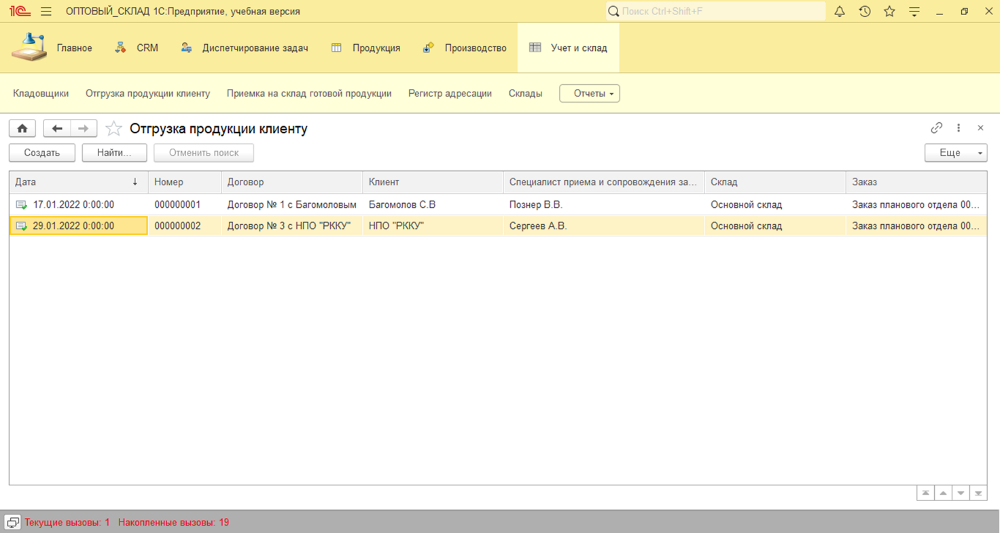 1С ОПТОВЫЙ_СКЛАД 1С:Предприятие, учебная версия Поиск Ctrl+Shift+F
Главное CRM Диспетчирование задач Продукция Производство Учет и склад
Кладовщики Отгрузка продукции клиенту Приемка на склад готовой продукции Регистр адресации Склады Отчеты
Отгрузка продукции клиенту
Создать Найти... Отменить поиск Еще
Дата ↓ Номер Договор Клиент Специалист приема и сопровождения за... Склад Заказ
17.01.2022 0:00:00 000000001 Договор № 1 с Багомоловым Багомолов С.В Познер В.В. Основной склад Заказ планового отдела 00...
29.01.2022 0:00:00 000000002 Договор № 3 с НПО "РККУ" НПО "РККУ" Сергеев А.В. Основной склад Заказ планового отдела 00...
Текущие вызовы: 1 Накопленные вызовы: 19